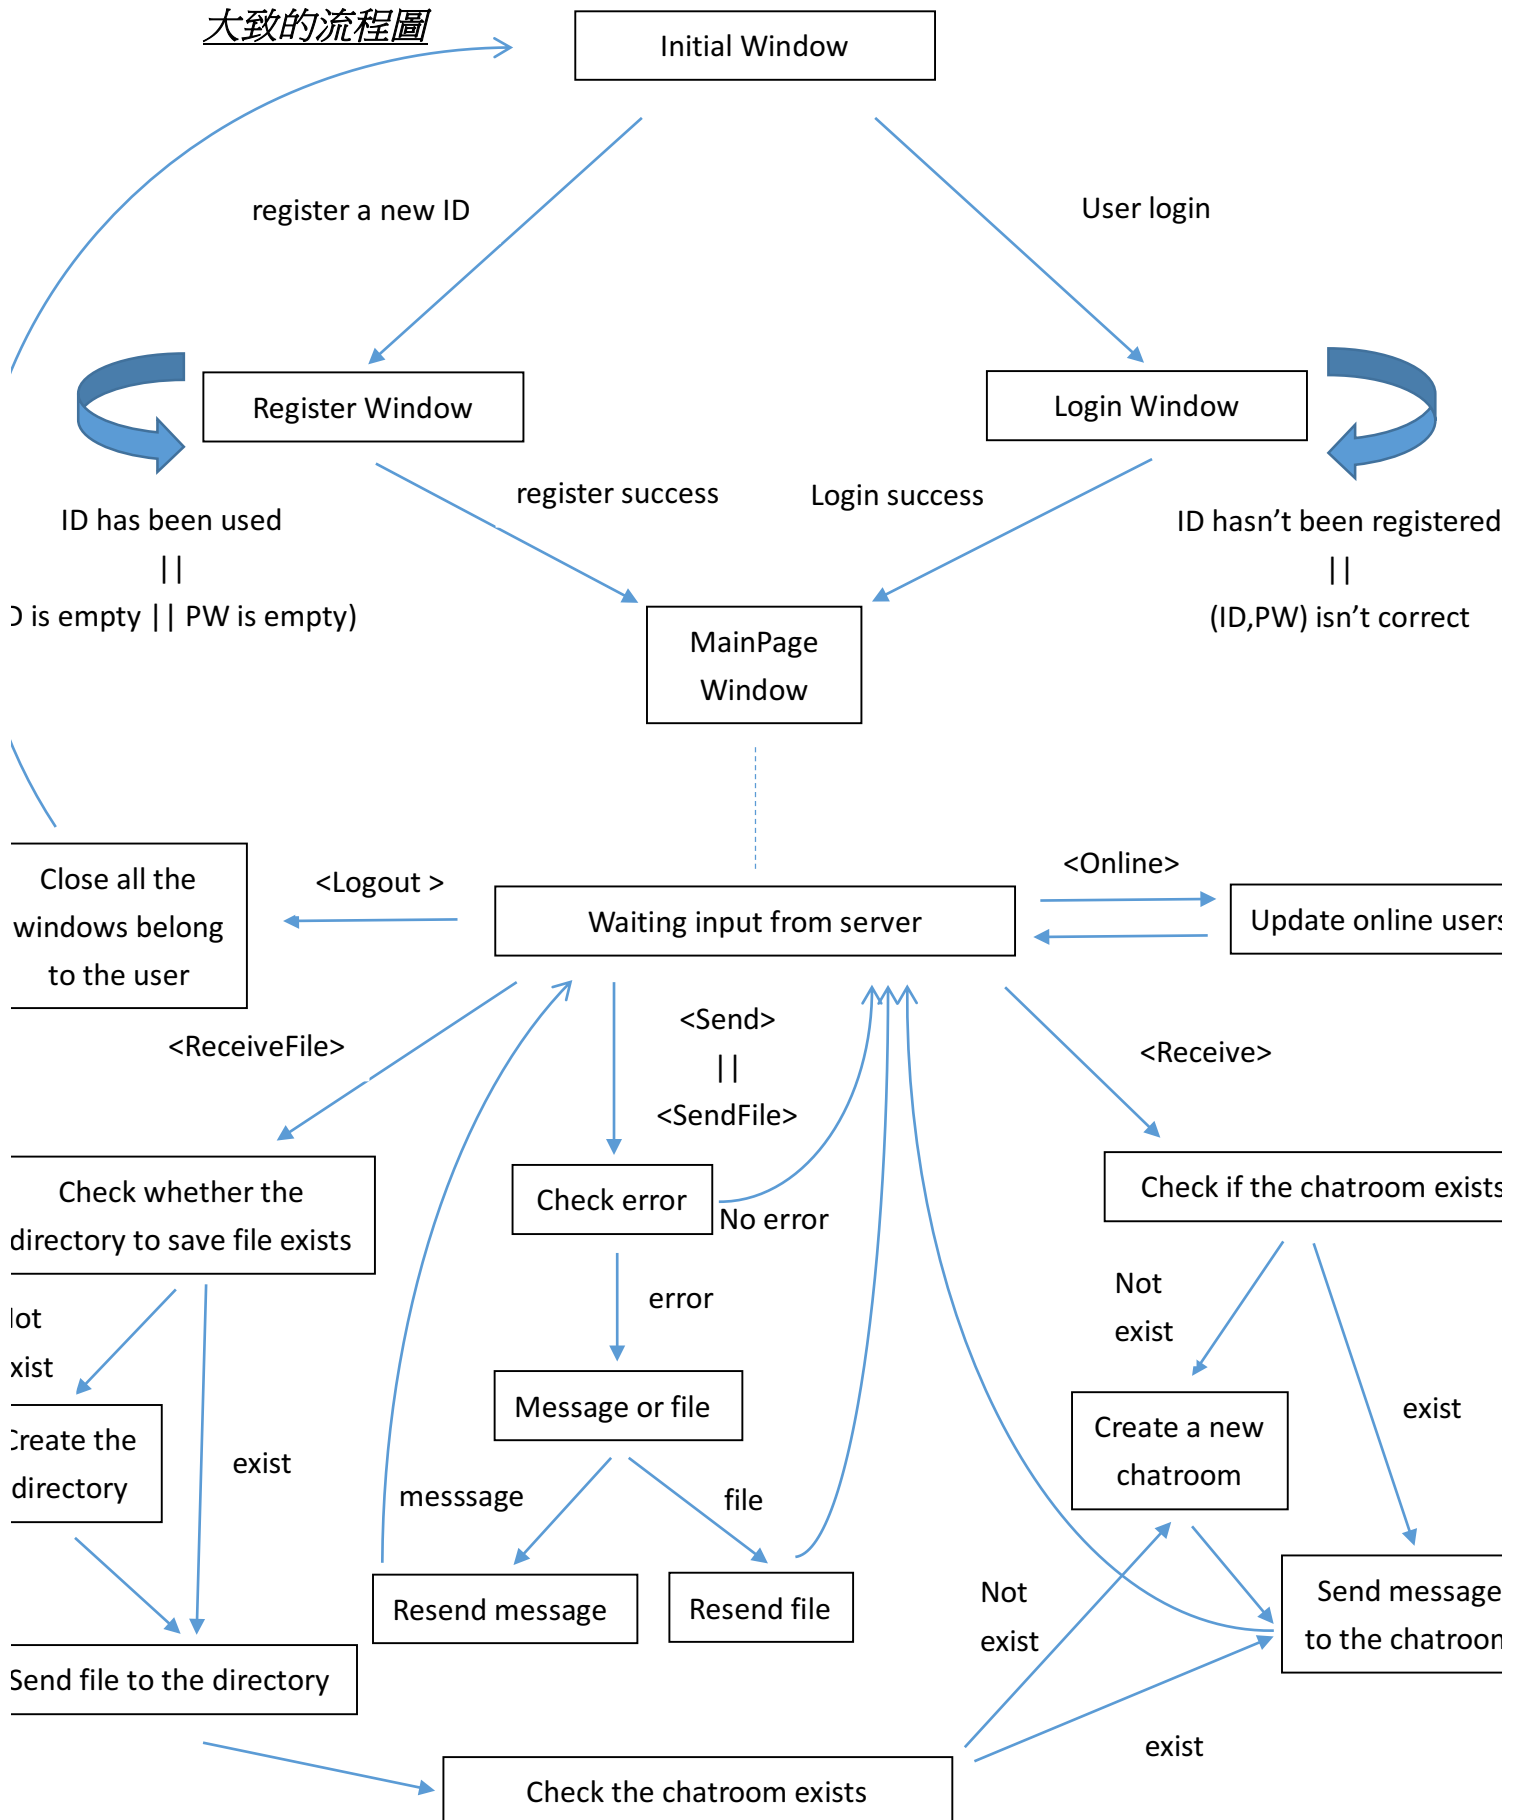 大致的流程圖
Initial Window
register a new ID
User login
Register Window
Login Window
register success
Login success
ID has been used
||
is empty || PW is empty)
ID hasn't been registered
||
(ID,PW) isn't correct
MainPage
Window
<Logout >
<Online>
Close all the
windows belong
to the user
Waiting input from server
Update online users
<ReceiveFile>
<Send>
||
<SendFile>
<Receive>
Check whether the
directory to save file exists
Check error
No error
Check if the chatroom exists
error
Not
exist
Message or file
Create the
directory
exist
messsage
file
Create a new
chatroom
exist
Resend message
Resend file
Not
exist
Send message
to the chatroom
Send file to the directory
exist
Check the chatroom exists